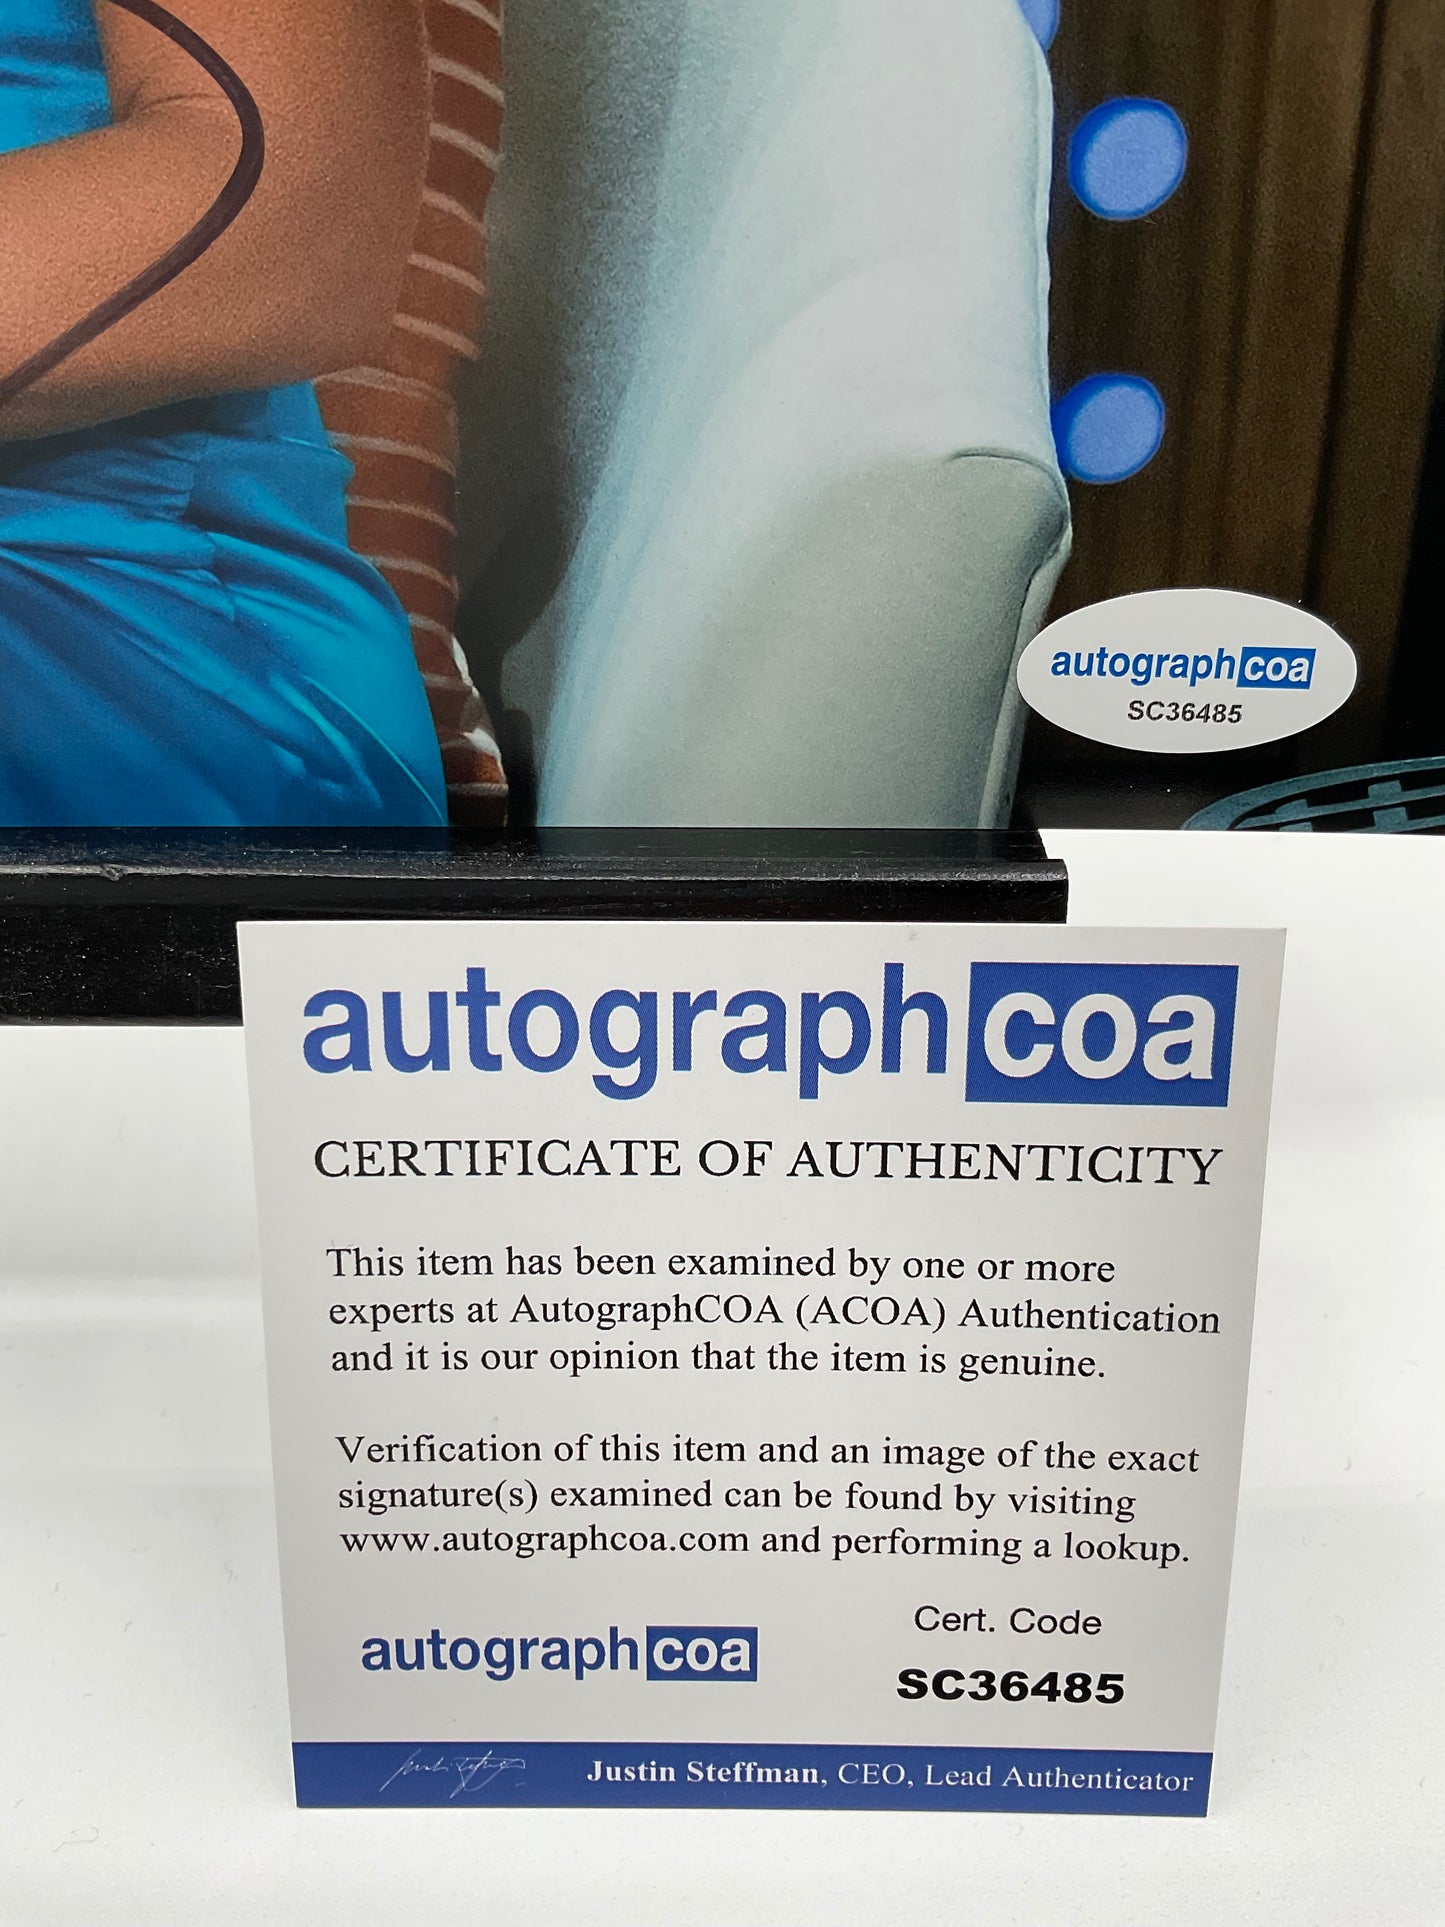 autographcoa
SC36485
autographcoa
CERTIFICATE OF AUTHENTICITY
This item has been examined by one or more
experts at AutographCOA (ACOA) Authentication
and it is our opinion that the item is genuine.
Verification of this item and an image of the exact
signature(s) examined can be found by visiting
www.autographcoa.com and performing a lookup.
autographcoa
Cert. Code
SC36485
Justin Steffman, CEO, Lead Authenticator